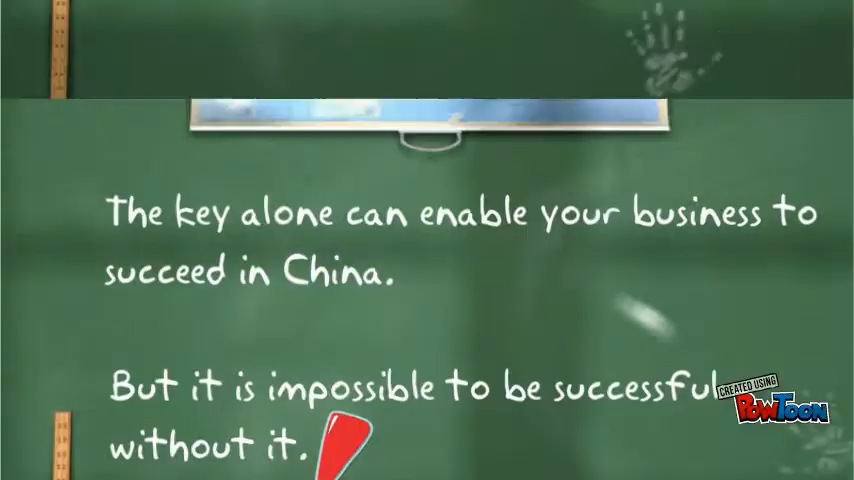 The key alone can enable your business to
succeed in China.
But it is impossible to be successful
without it.
CREATED USING
POWTOON